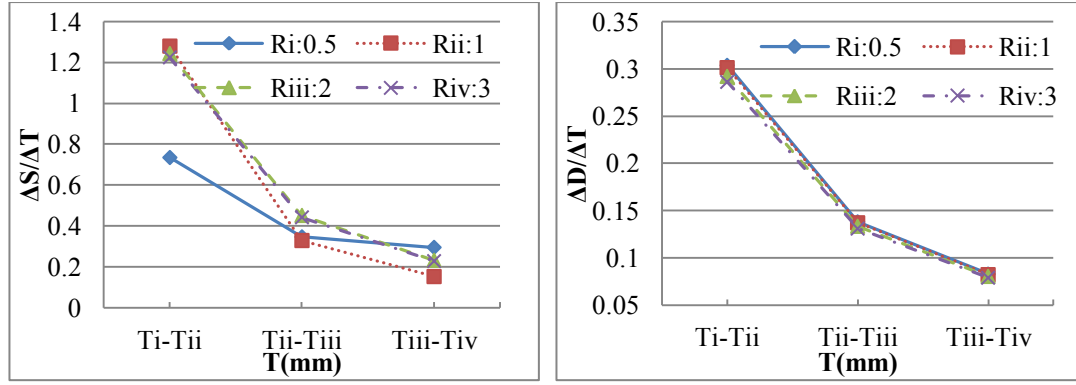 ΔS/ΔT
1.4
1.2
1
0.8
0.6
0.4
0.2
0
Ri:0.5 Rii:1
Riii:2 Riv:3
Ti-Tii Tii-Tiii Tiii-Tiv
T(mm)
ΔD/ΔT
0.35
0.3
0.25
0.2
0.15
0.1
0.05
Ri:0.5 Rii:1
Riii:2 Riv:3
Ti-Tii Tii-Tiii Tiii-Tiv
T(mm)